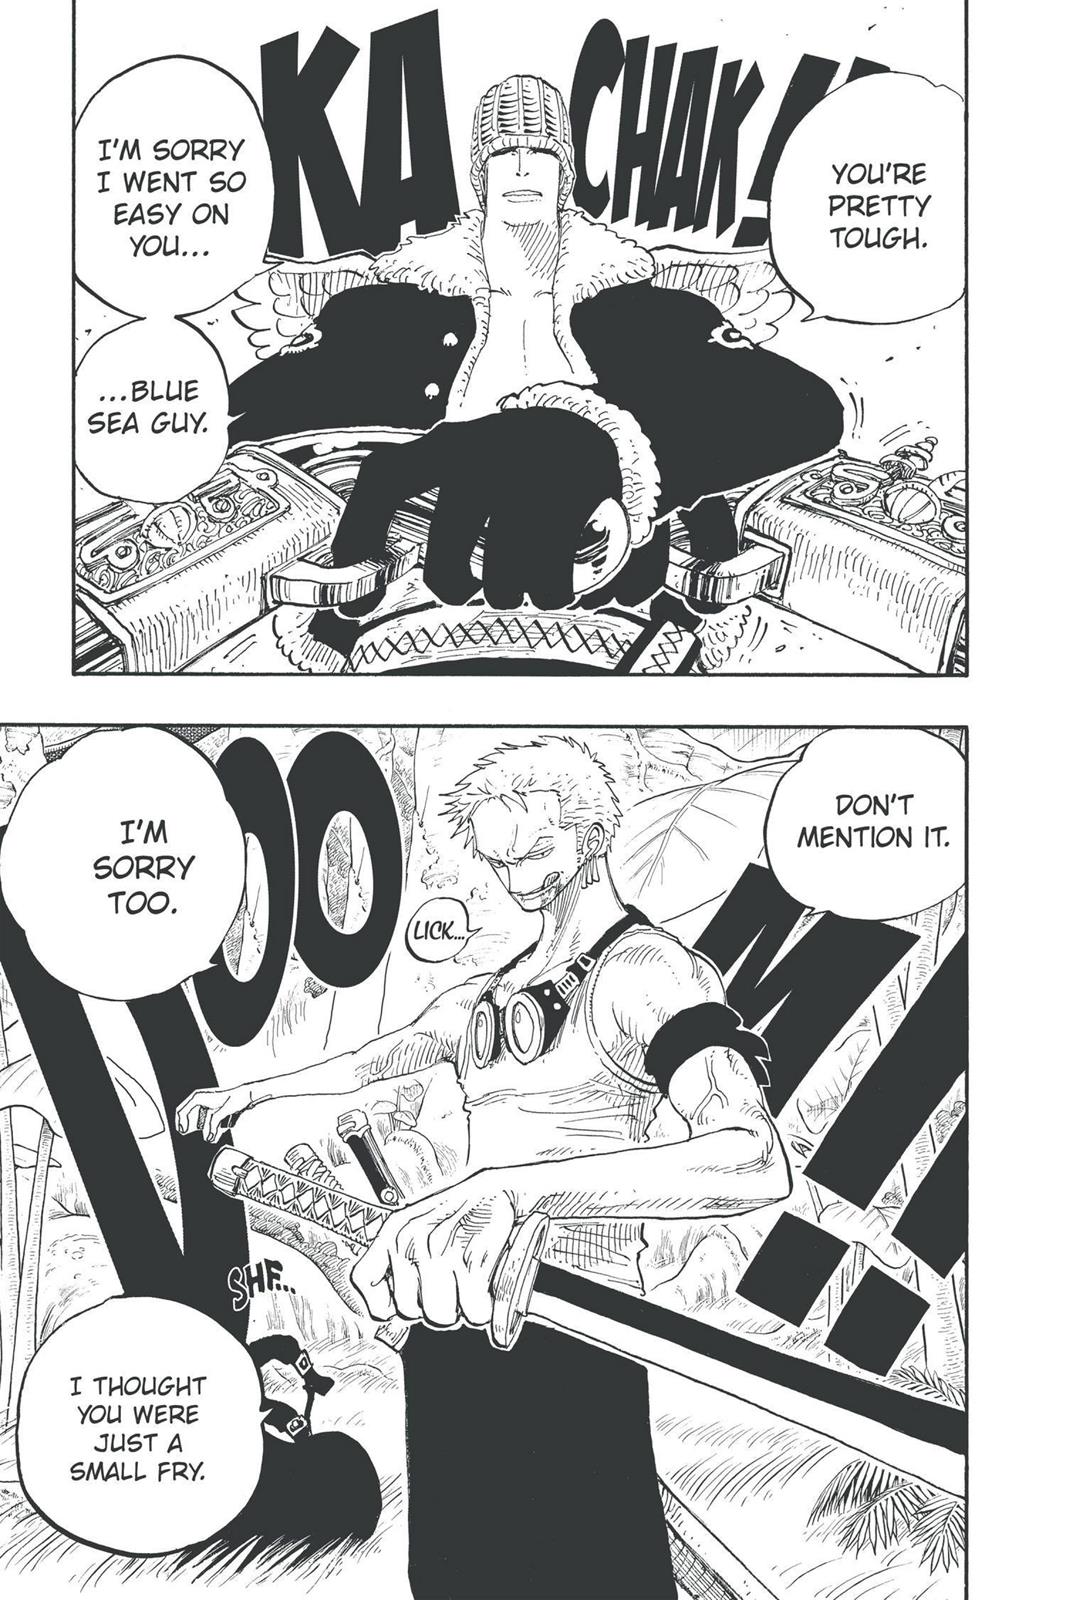 KA CHAK!!
YOU'RE
PRETTY
TOUGH.
I'M SORRY
I WENT SO
EASY ON
YOU...
...BLUE
SEA GUY.
DON'T
MENTION IT.
VOOM!!
LICK...
I'M
SORRY
TOO.
SHF...
I THOUGHT
YOU WERE
JUST A
SMALL FRY.